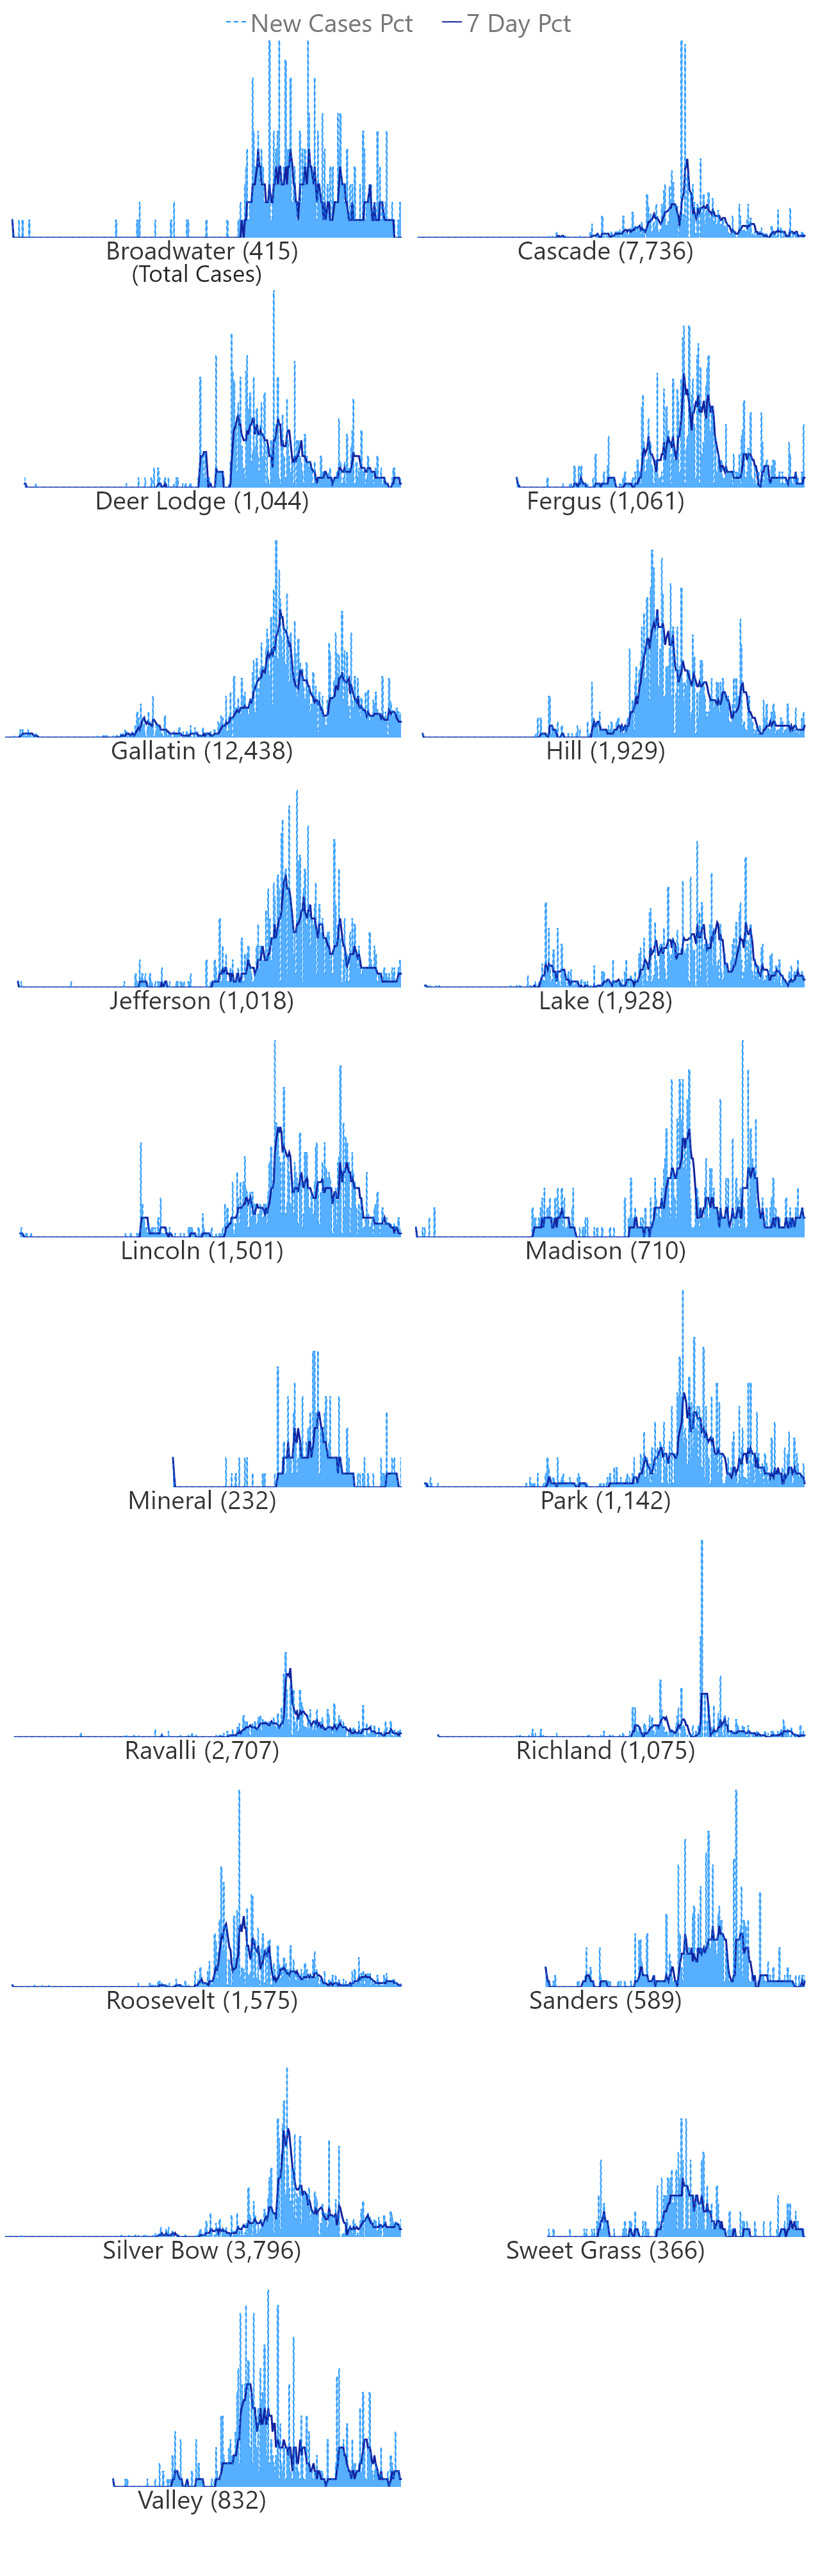 New Cases Pct 7 Day Pct
Broadwater (415) Cascade (7,736)
(Total Cases)
Deer Lodge (1,044) Fergus (1,061)
Gallatin (12,438) Hill (1,929)
Jefferson (1,018) Lake (1,928)
Lincoln (1,501) Madison (710)
Mineral (232) Park (1,142)
Ravalli (2,707) Richland (1,075)
Roosevelt (1,575) Sanders (589)
Silver Bow (3,796) Sweet Grass (366)
Valley (832)